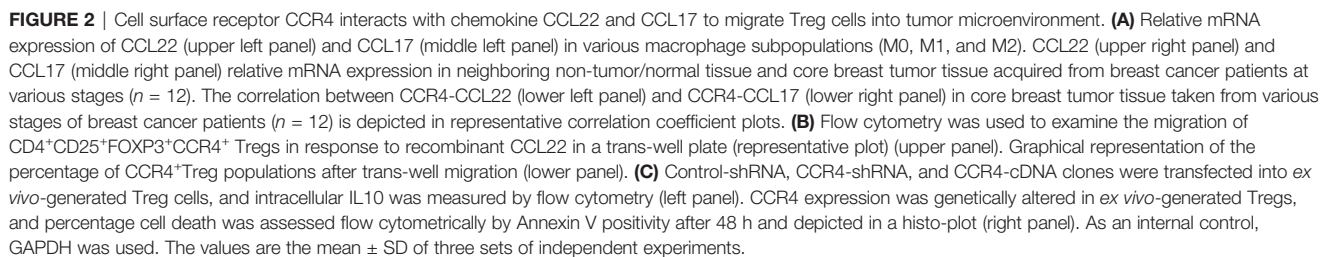 FIGURE 2 | Cell surface receptor CCR4 interacts with chemokine CCL22 and CCL17 to migrate Treg cells into tumor microenvironment. (A) Relative mRNA
expression of CCL22 (upper left panel) and CCL17 (middle left panel) in various macrophage subpopulations (M0, M1, and M2). CCL22 (upper right panel) and
CCL17 (middle right panel) relative mRNA expression in neighboring non-tumor/normal tissue and core breast tumor tissue acquired from breast cancer patients at
various stages (n = 12). The correlation between CCR4-CCL22 (lower left panel) and CCR4-CCL17 (lower right panel) in core breast tumor tissue taken from various
stages of breast cancer patients (n = 12) is depicted in representative correlation coefficient plots. (B) Flow cytometry was used to examine the migration of
CD4⁺CD25⁺FOXP3⁺CCR4⁺ Tregs in response to recombinant CCL22 in a trans-well plate (representative plot) (upper panel). Graphical representation of the
percentage of CCR4⁺Treg populations after trans-well migration (lower panel). (C) Control-shRNA, CCR4-shRNA, and CCR4-cDNA clones were transfected into ex
vivo-generated Treg cells, and intracellular IL10 was measured by flow cytometry (left panel). CCR4 expression was genetically altered in ex vivo-generated Tregs,
and percentage cell death was assessed flow cytometrically by Annexin V positivity after 48 h and depicted in a histo-plot (right panel). As an internal control,
GAPDH was used. The values are the mean ± SD of three sets of independent experiments.